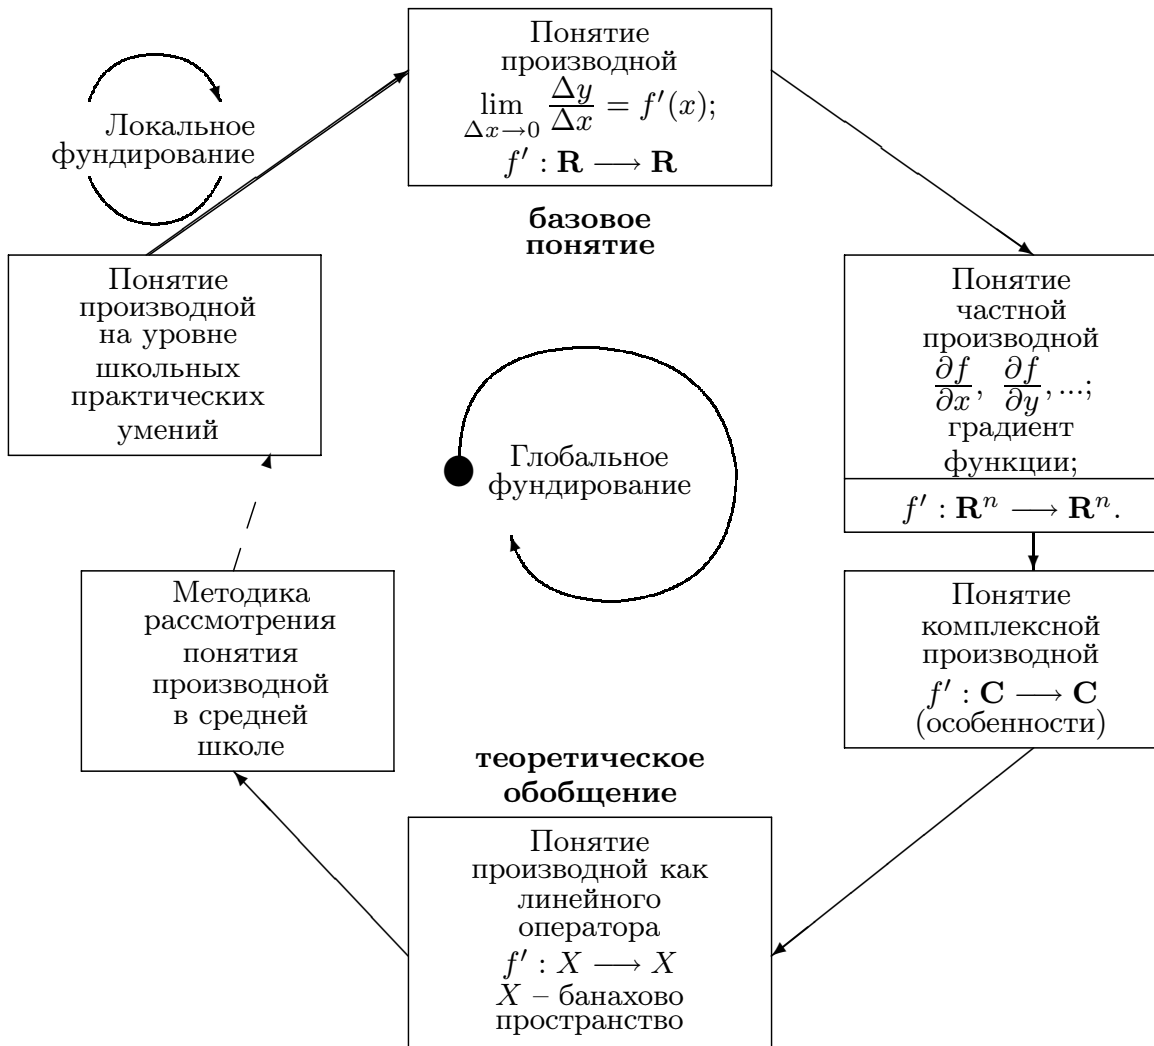 Понятие
производной
lim Δx→0 Δy/Δx = f′(x);
f′ : R ⟶ R
Локальное
фундирование
базовое
понятие
Понятие
производной
на уровне
школьных
практических
умений
Понятие
частной
производной
∂f/∂x, ∂f/∂y, ...;
градиент
функции;
f′ : Rⁿ ⟶ Rⁿ.
Глобальное
фундирование
Методика
рассмотрения
понятия
производной
в средней
школе
Понятие
комплексной
производной
f′ : C ⟶ C
(особенности)
теоретическое
обобщение
Понятие
производной как
линейного
оператора
f′ : X ⟶ X
X – банахово
пространство